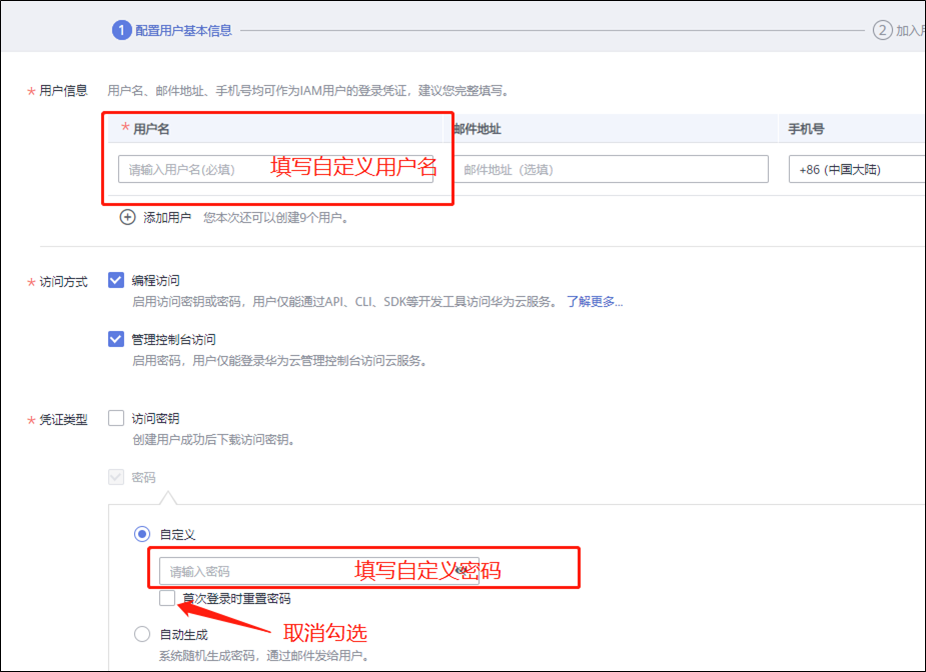 1 配置用户基本信息
2 加入用
* 用户信息 用户名、邮件地址、手机号均可作为IAM用户的登录凭证，建议您完整填写。
* 用户名 邮件地址 手机号
请输入用户名(必填) 填写自定义用户名 邮件地址（选填） +86 (中国大陆)
添加用户 您本次还可以创建9个用户。
* 访问方式 编程访问
启用访问密钥或密码，用户仅能通过API、CLI、SDK等开发工具访问华为云服务。 了解更多...
管理控制台访问
启用密码，用户仅能登录华为云管理控制台访问云服务。
* 凭证类型 访问密钥
创建用户成功后下载访问密钥。
密码
自定义
请输入密码 填写自定义密码
首次登录时重置密码
取消勾选
自动生成
系统随机生成密码，通过邮件发给用户。